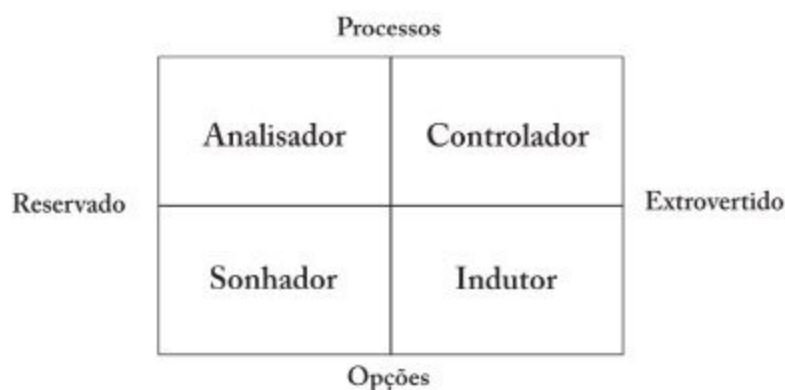 Processos
Analisador Controlador
Reservado Extrovertido
Sonhador Indutor
Opções